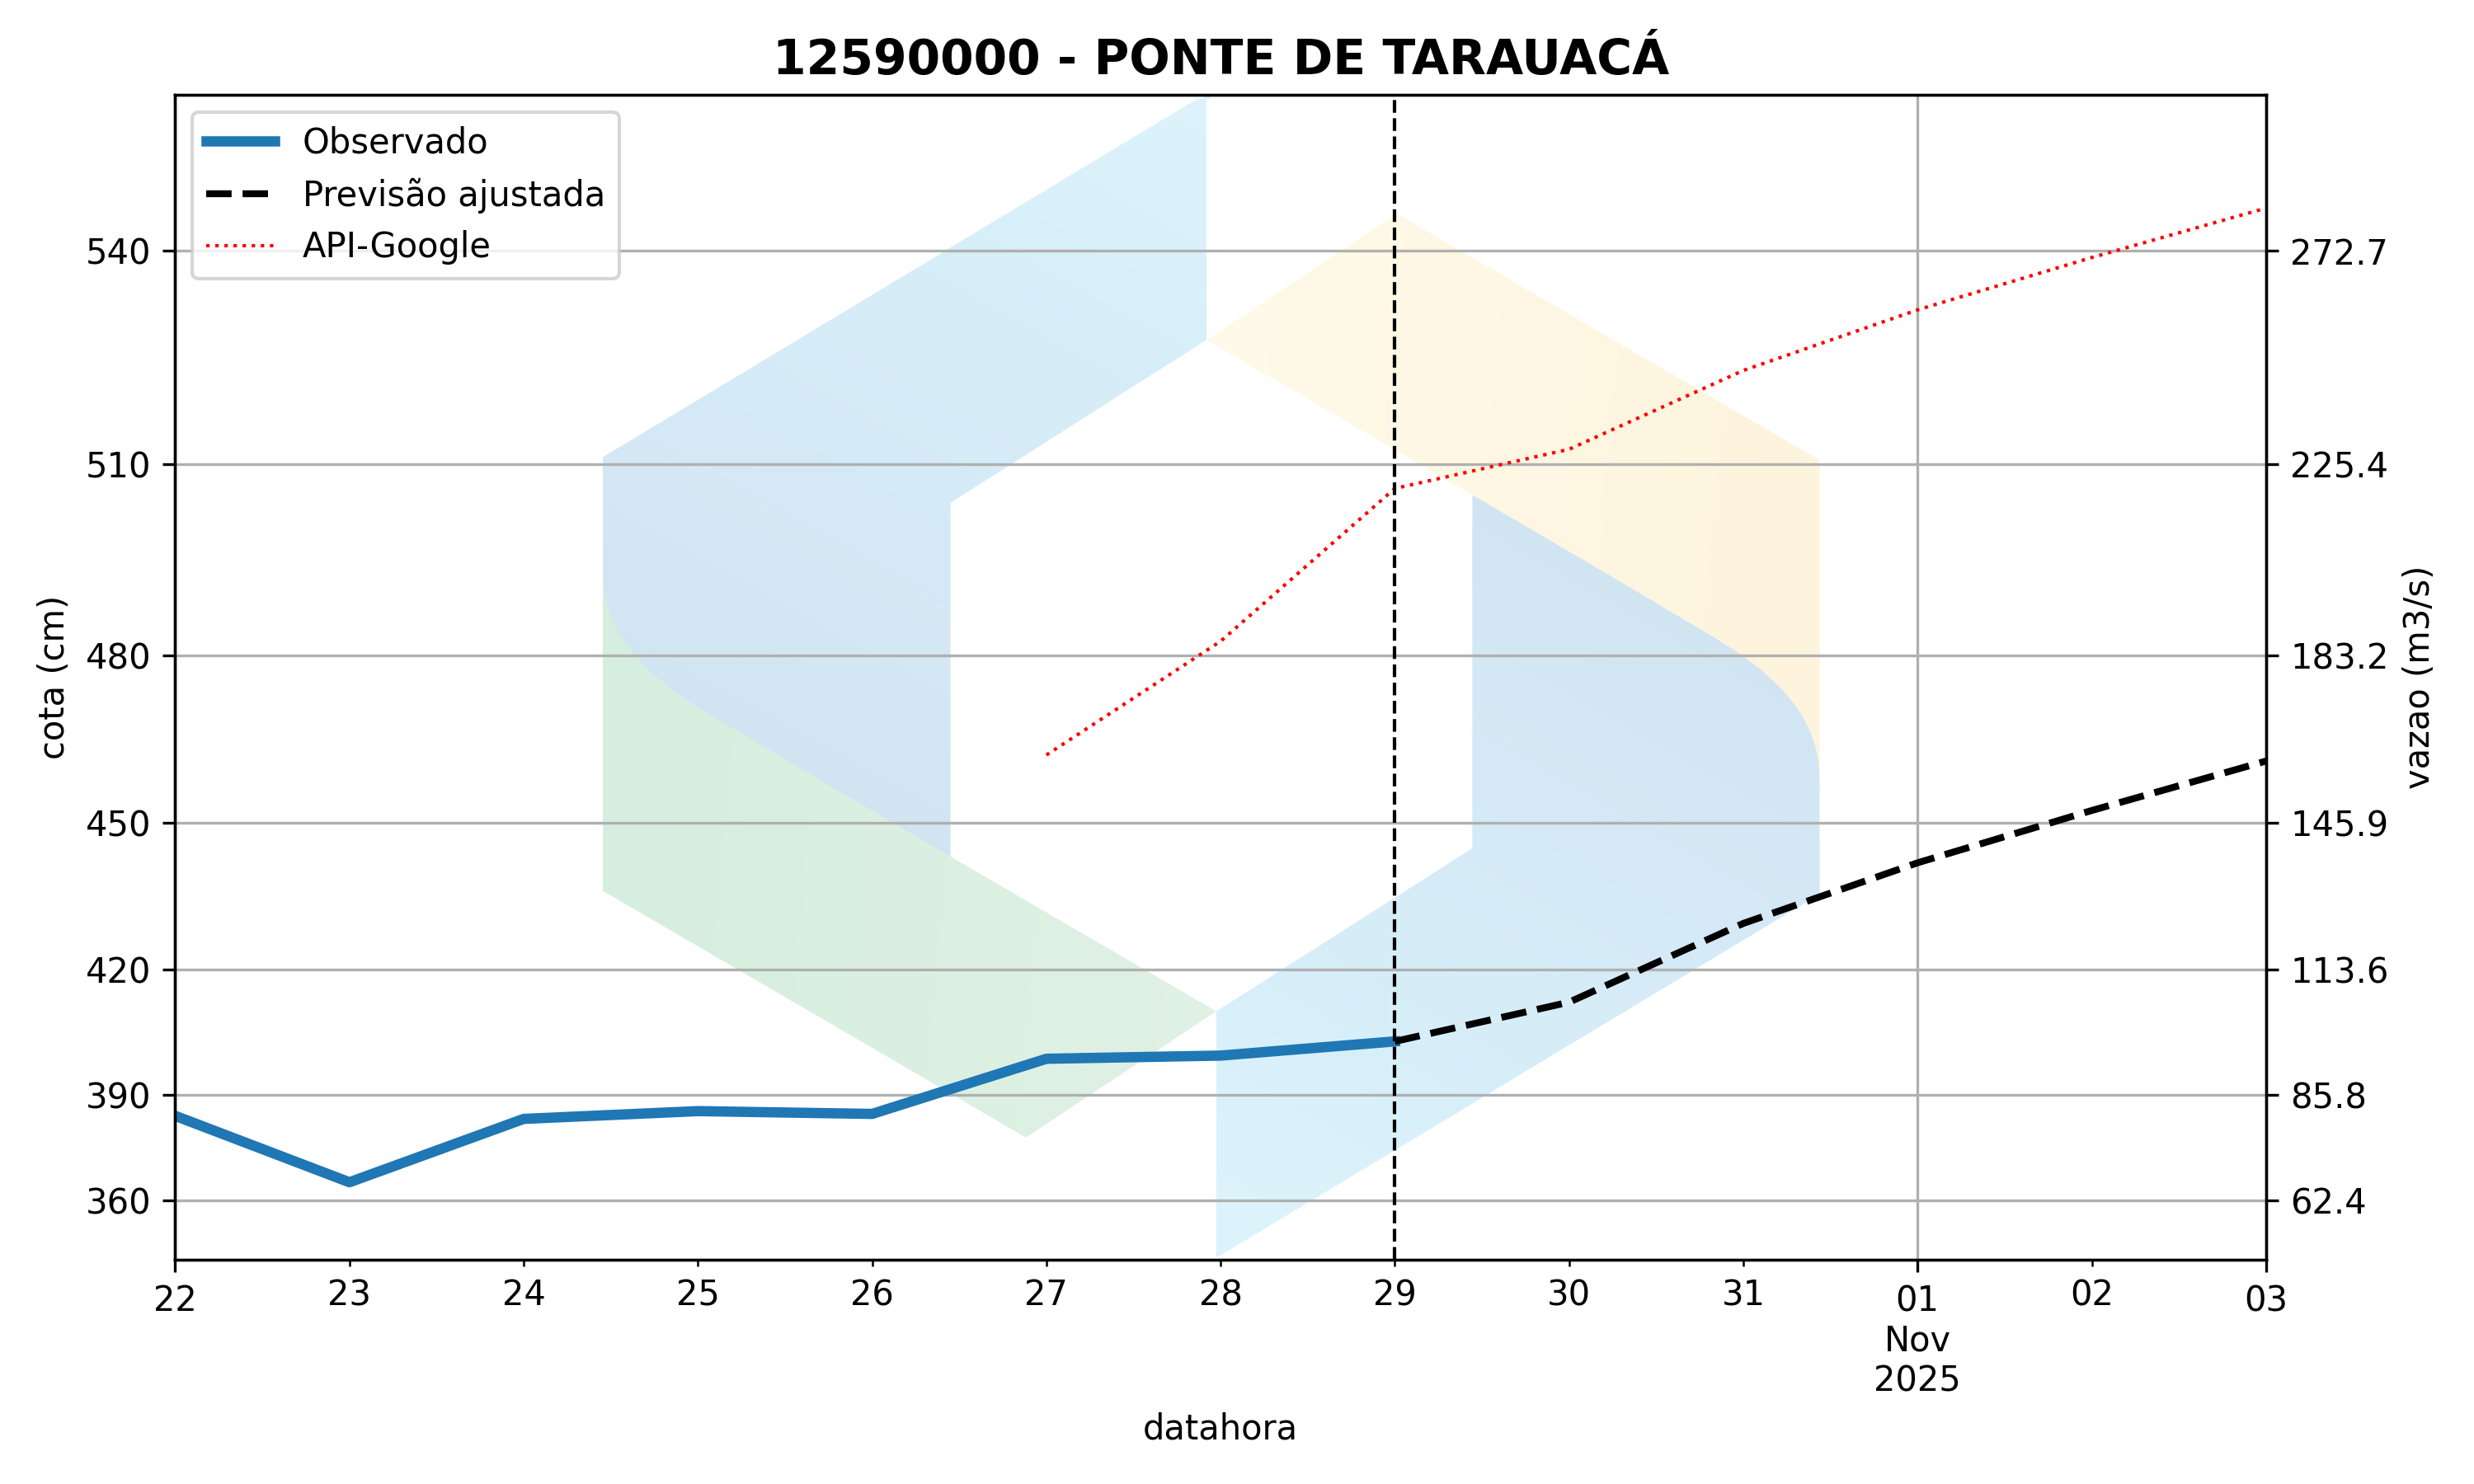 12590000 - PONTE DE TARAUACÁ
Observado
Previsão ajustada
API-Google
540
510
480
450
420
390
360
cota (cm)
272.7
225.4
183.2
145.9
113.6
85.8
62.4
vazao (m3/s)
22 23 24 25 26 27 28 29 30 31 01 02 03
Nov
2025
datahora